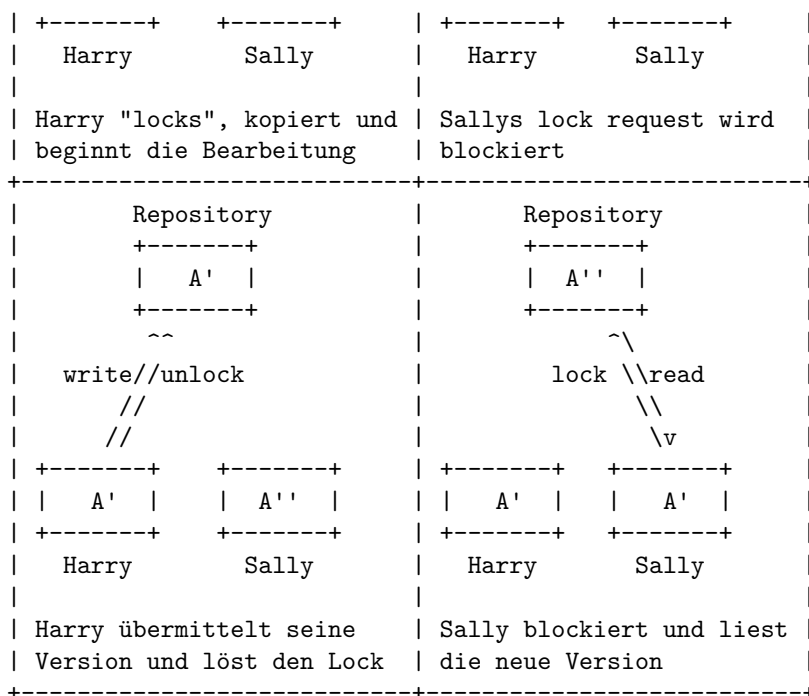 | +-------+    +-------+     | +-------+   +-------+     |
|   Harry        Sally       |   Harry       Sally       |
|                            |                           |
| Harry "locks", kopiert und | Sallys lock request wird  |
| beginnt die Bearbeitung    | blockiert                 |
+----------------------------+---------------------------+
|        Repository          |       Repository          |
|        +-------+           |       +-------+           |
|        |   A'  |           |       |  A''  |           |
|        +-------+           |       +-------+           |
|         ^^                 |             ^\            |
|   write//unlock            |         lock \\read       |
|       //                   |               \\          |
|      //                    |                \v         |
| +-------+    +-------+     | +-------+   +-------+     |
| |   A'  |    |  A''  |     | |   A'  |   |   A'  |     |
| +-------+    +-------+     | +-------+   +-------+     |
|   Harry        Sally       |   Harry       Sally       |
|                            |                           |
| Harry übermittelt seine    | Sally blockiert und liest |
| Version und löst den Lock  | die neue Version          |
+----------------------------+---------------------------+